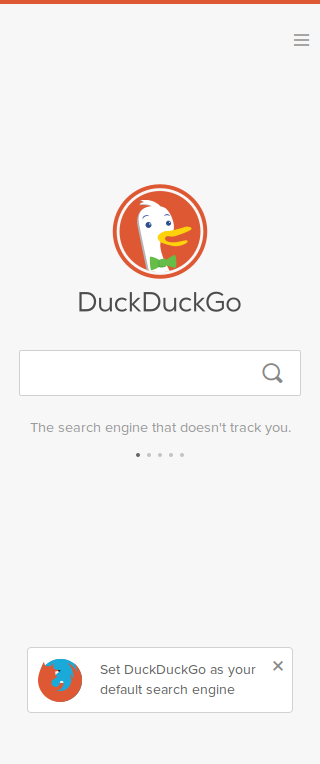 DuckDuckGo
The search engine that doesn't track you.
Set DuckDuckGo as your
default search engine